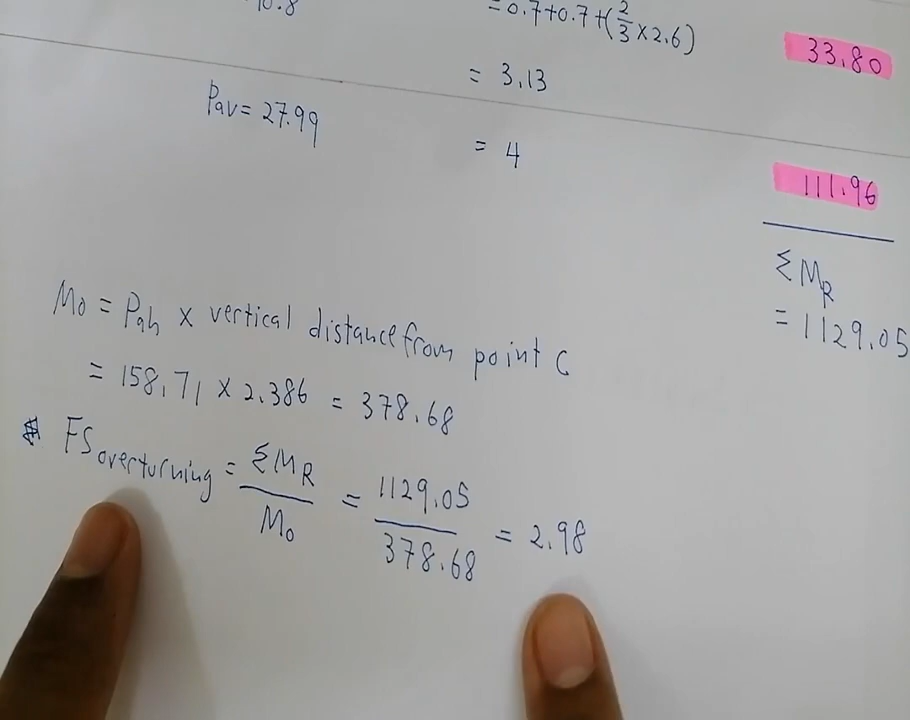 10.8 = 0.7+0.7+(2/3 × 2.6) 33.80
= 3.13
Pav = 27.99 = 4 111.96
ΣMR
= 1129.05
Mo = Pah × vertical distance from point C
= 158.71 × 2.386 = 378.68
* FS overturning = ΣMR/Mo = 1129.05/378.68 = 2.98